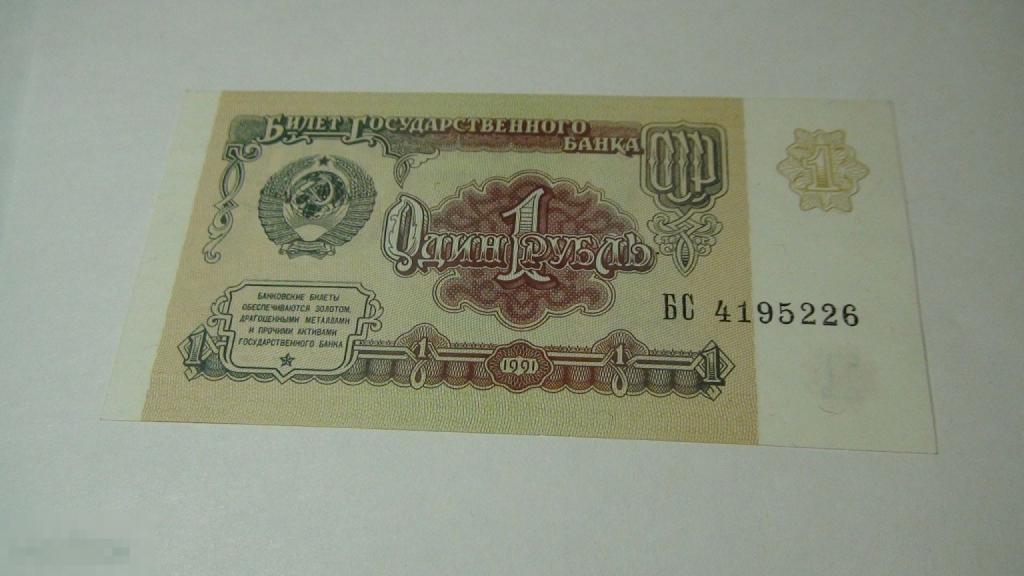 Билет Государственного
Банка
СССР
1
Один 1 рубль
БС 4195226
Банковские билеты
обеспечиваются золотом,
драгоценными металлами
и прочими активами
Государственного банка
1
1
1991
1
1